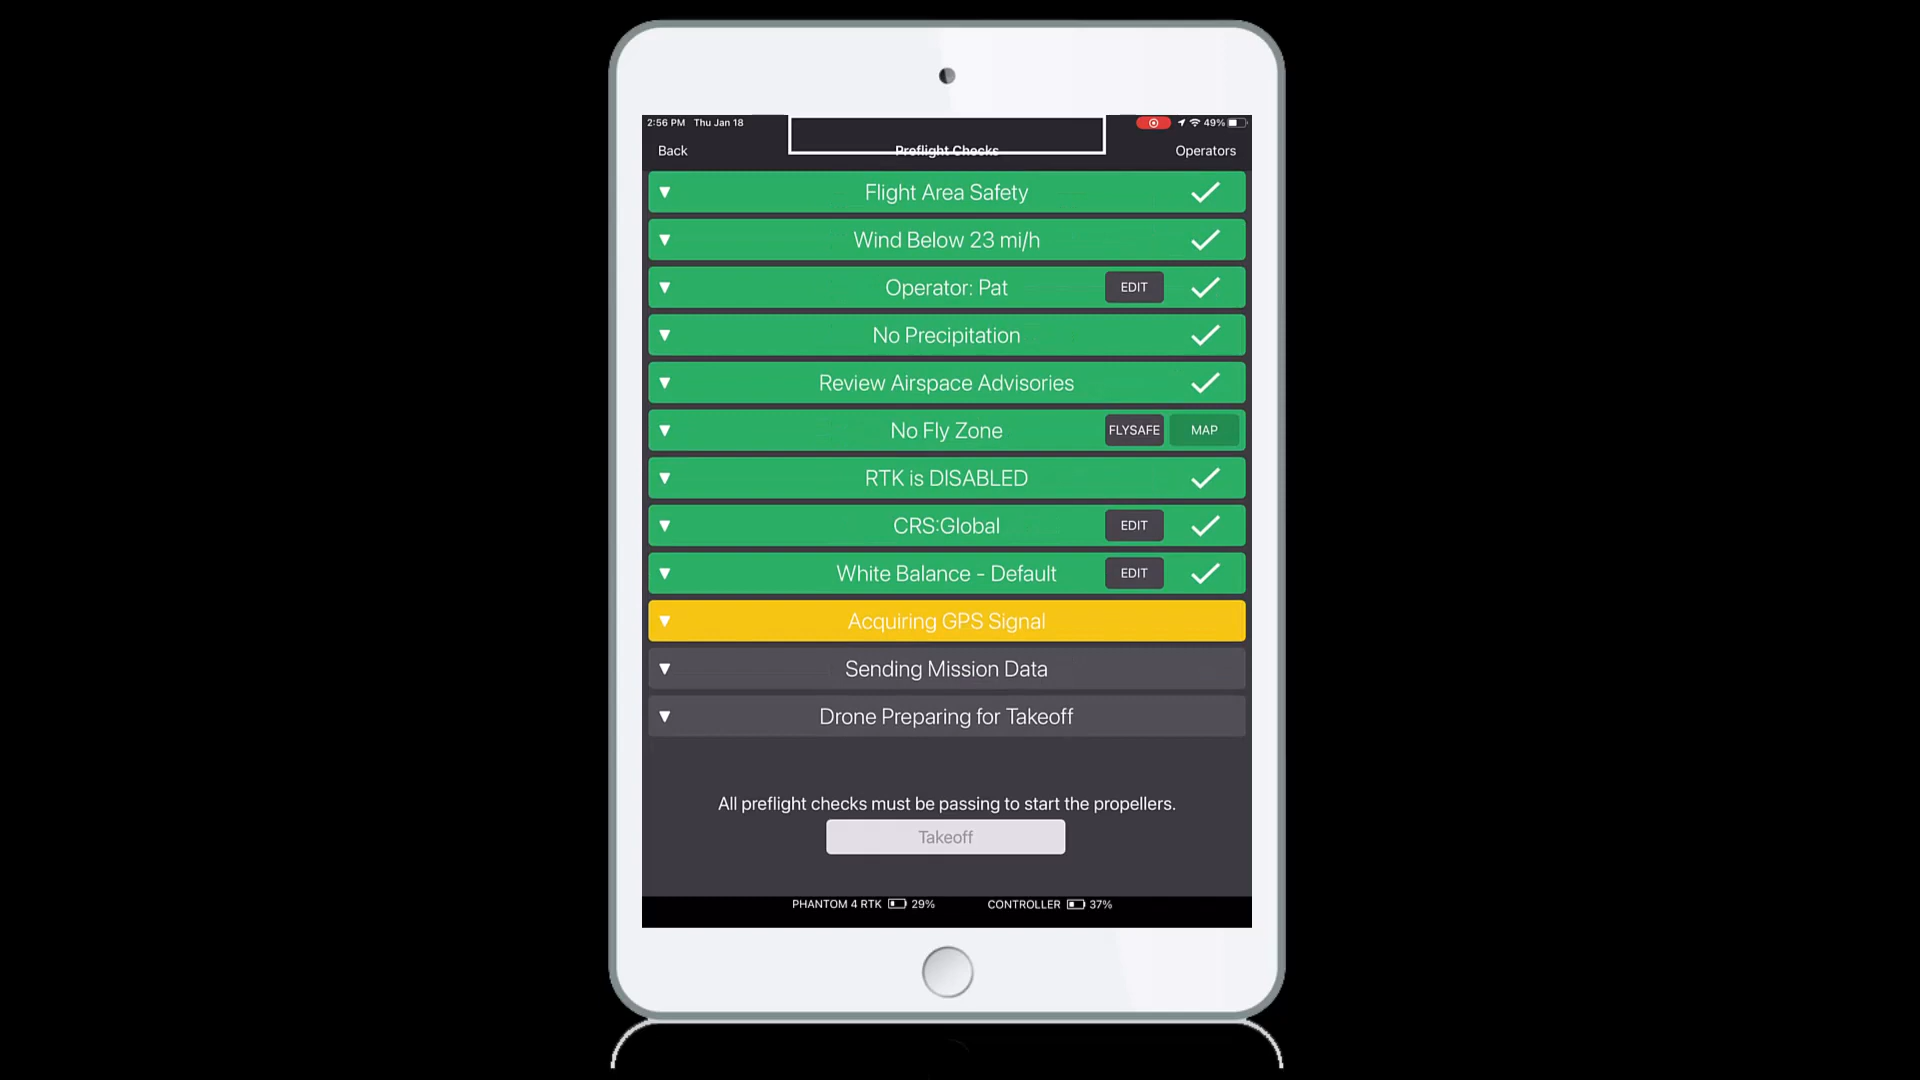 2:56 PM Thu Jan 18 49%
Back Preflight Checks Operators
Flight Area Safety
Wind Below 23 mi/h
Operator: Pat EDIT
No Precipitation
Review Airspace Advisories
No Fly Zone FLYSAFE MAP
RTK is DISABLED
CRS:Global EDIT
White Balance - Default EDIT
Acquiring GPS Signal
Sending Mission Data
Drone Preparing for Takeoff
All preflight checks must be passing to start the propellers.
Takeoff
PHANTOM 4 RTK 29% CONTROLLER 37%